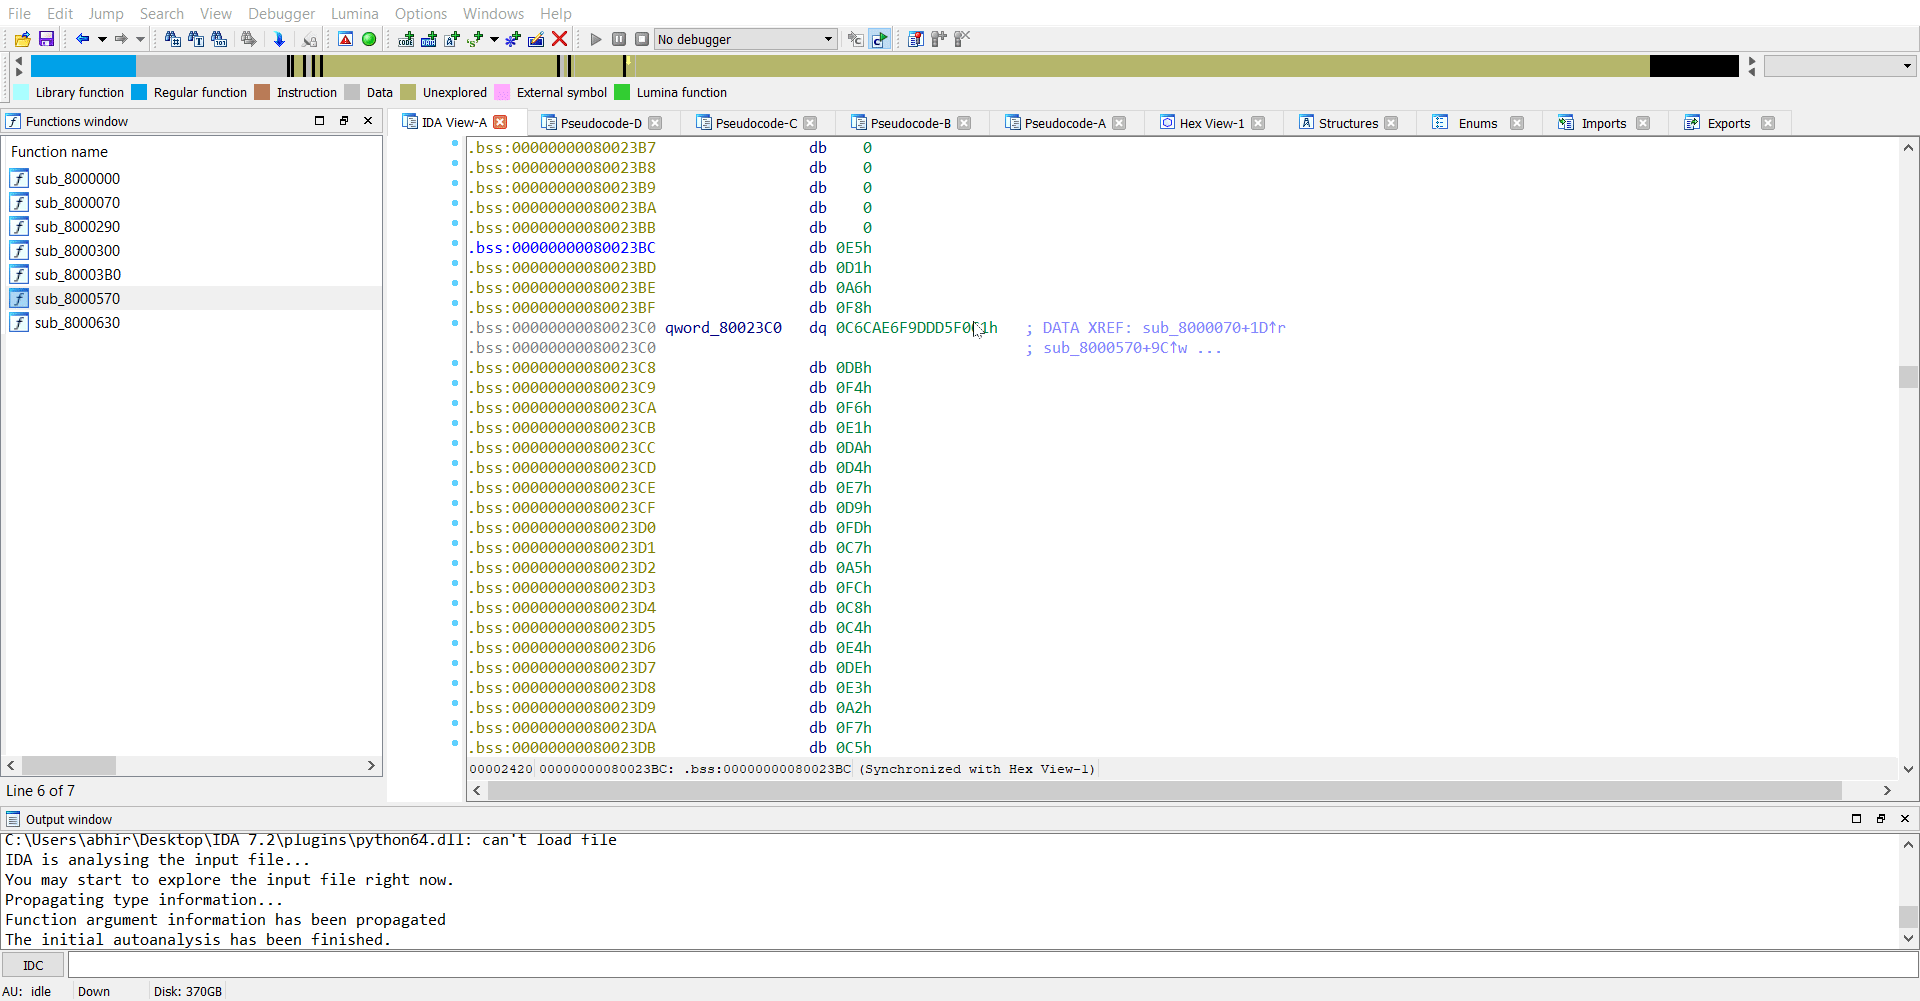 File Edit Jump Search View Debugger Lumina Options Windows Help
No debugger
Library function Regular function Instruction Data Unexplored External symbol Lumina function
Functions window
IDA View-A Pseudocode-D Pseudocode-C Pseudocode-B Pseudocode-A Hex View-1 Structures Enums Imports Exports
Function name
sub_8000000
sub_8000070
sub_8000290
sub_8000300
sub_80003B0
sub_8000570
sub_8000630
Line 6 of 7
.bss:00000000080023B7 db 0
.bss:00000000080023B8 db 0
.bss:00000000080023B9 db 0
.bss:00000000080023BA db 0
.bss:00000000080023BB db 0
.bss:00000000080023BC db 0E5h
.bss:00000000080023BD db 0D1h
.bss:00000000080023BE db 0A6h
.bss:00000000080023BF db 0F8h
.bss:00000000080023C0 qword_80023C0 dq ; DATA XREF: sub_8000070+1D↑r
.bss:00000000080023C0 ; sub_8000570+9C↑w ...
.bss:00000000080023C8 db 0DBh
.bss:00000000080023C9 db 0F4h
.bss:00000000080023CA db 0F6h
.bss:00000000080023CB db 0E1h
.bss:00000000080023CC db 0DAh
.bss:00000000080023CD db 0D4h
.bss:00000000080023CE db 0E7h
.bss:00000000080023CF db 0D9h
.bss:00000000080023D0 db 0FDh
.bss:00000000080023D1 db 0C7h
.bss:00000000080023D2 db 0A5h
.bss:00000000080023D3 db 0FCh
.bss:00000000080023D4 db 0C8h
.bss:00000000080023D5 db 0C4h
.bss:00000000080023D6 db 0E4h
.bss:00000000080023D7 db 0DEh
.bss:00000000080023D8 db 0E3h
.bss:00000000080023D9 db 0A2h
.bss:00000000080023DA db 0F7h
.bss:00000000080023DB db 0C5h
00002420 00000000080023BC: .bss:00000000080023BC (Synchronized with Hex View-1)
Output window
C:\Users\abhir\Desktop\IDA 7.2\plugins\python64.dll: can't load file
IDA is analysing the input file...
You may start to explore the input file right now.
Propagating type information...
Function argument information has been propagated
The initial autoanalysis has been finished.
IDC
AU: idle Down Disk: 370GB